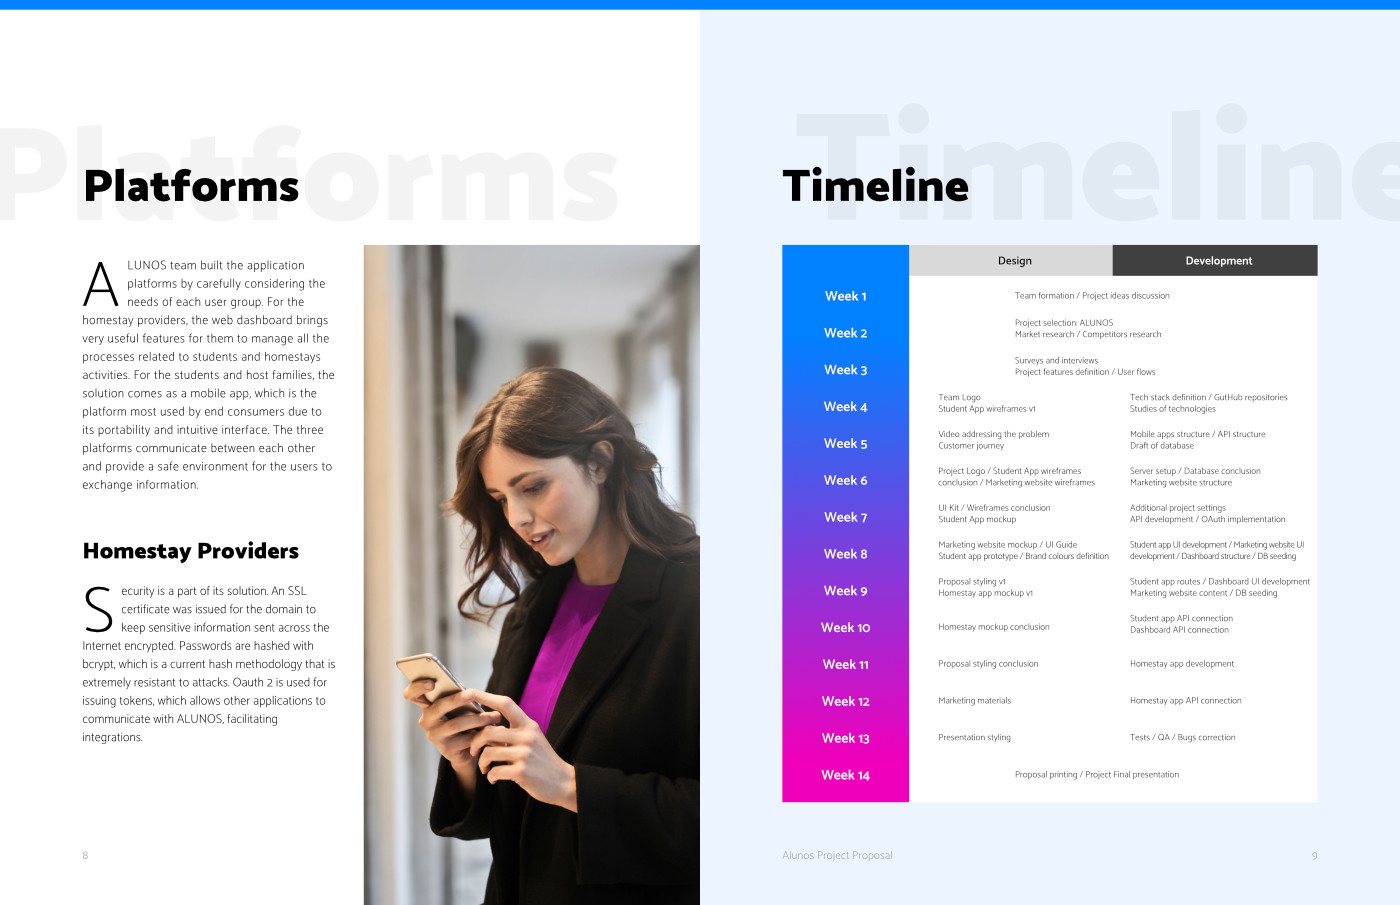 Platforms
Platforms
ALUNOS team built the application
platforms by carefully considering the
needs of each user group. For the
homestay providers, the web dashboard brings
very useful features for them to manage all the
processes related to students and homestays
activities. For the students and host families, the
solution comes as a mobile app, which is the
platform most used by end consumers due to
its portability and intuitive interface. The three
platforms communicate between each other
and provide a safe environment for the users to
exchange information.
Homestay Providers
Security is a part of its solution. An SSL
certificate was issued for the domain to
keep sensitive information sent across the
Internet encrypted. Passwords are hashed with
bcrypt, which is a current hash methodology that is
extremely resistant to attacks. Oauth 2 is used for
issuing tokens, which allows other applications to
communicate with ALUNOS, facilitating
integrations.
8
Timeline
Timeline
Design Development
Week 1 Team formation / Project ideas discussion
Week 2
Project selection: ALUNOS
Market research / Competitors research
Week 3
Surveys and interviews
Project features definition / User flows
Week 4
Team Logo
Student App wireframes v1
Tech stack definition / GutHub repositories
Studies of technologies
Week 5
Video addressing the problem
Customer journey
Mobile apps structure / API structure
Draft of database
Week 6
Project Logo / Student App wireframes
conclusion / Marketing website wireframes
Server setup / Database conclusion
Marketing website structure
Week 7
UI Kit / Wireframes conclusion
Student App mockup
Additional project settings
API development / OAuth implementation
Week 8
Marketing website mockup / UI Guide
Student app prototype / Brand colours definition
Student app UI development / Marketing website UI
development / Dashboard structure / DB seeding
Week 9
Proposal styling v1
Homestay app mockup v1
Student app routes / Dashboard UI development
Marketing website content / DB seeding
Week 10
Homestay mockup conclusion
Student app API connection
Dashboard API connection
Week 11 Proposal styling conclusion Homestay app development
Week 12 Marketing materials Homestay app API connection
Week 13 Presentation styling Tests / QA / Bugs correction
Week 14 Proposal printing / Project Final presentation
Alunos Project Proposal
9